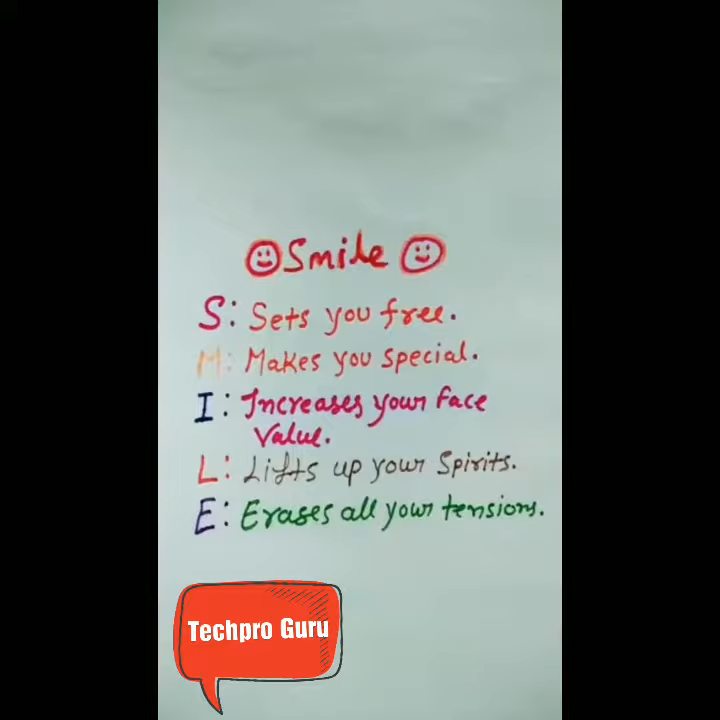 Smile
S: Sets you free.
M: Makes you special.
I: Increases your face
Value.
L: Lifts up your Spirits.
E: Erases all your tensions.
Techpro Guru